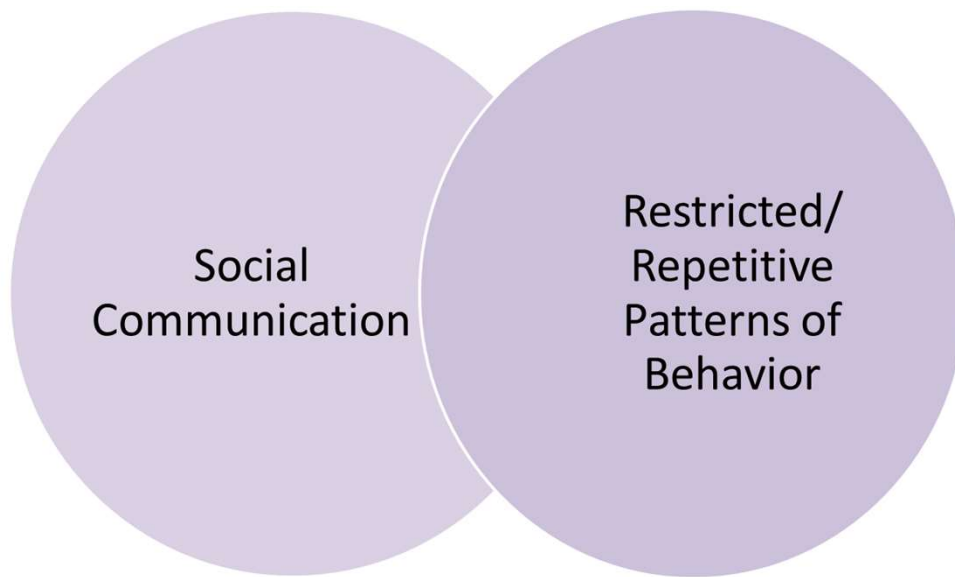 Social
Communication
Restricted/
Repetitive
Patterns of
Behavior